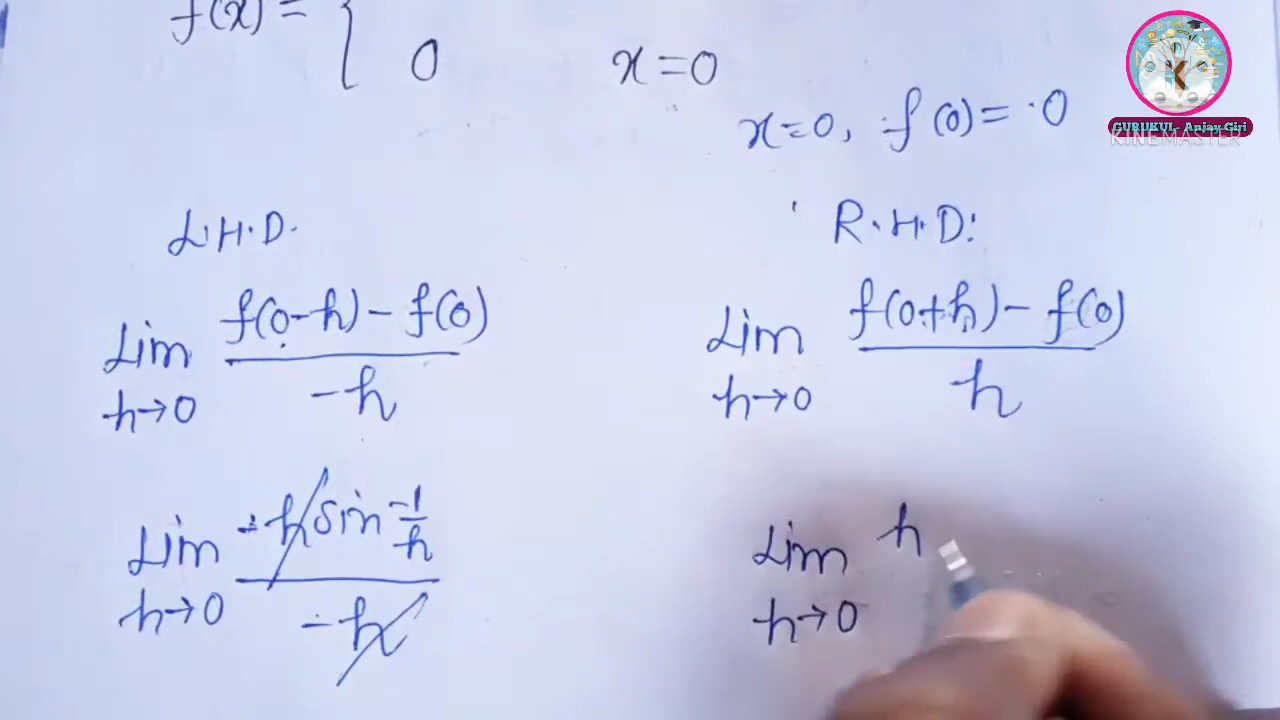 f(x) = {
0 x=0
x=0, f(0)= 0
L.H.D.
Lim h→0 f(0-h) - f(0) / -h
Lim h→0 -h sin -1/h / -h
R.H.D.
Lim h→0 f(0+h) - f(0) / h
Lim h→0 h
GURUKUL- Anjay Giri
KINEMASTER